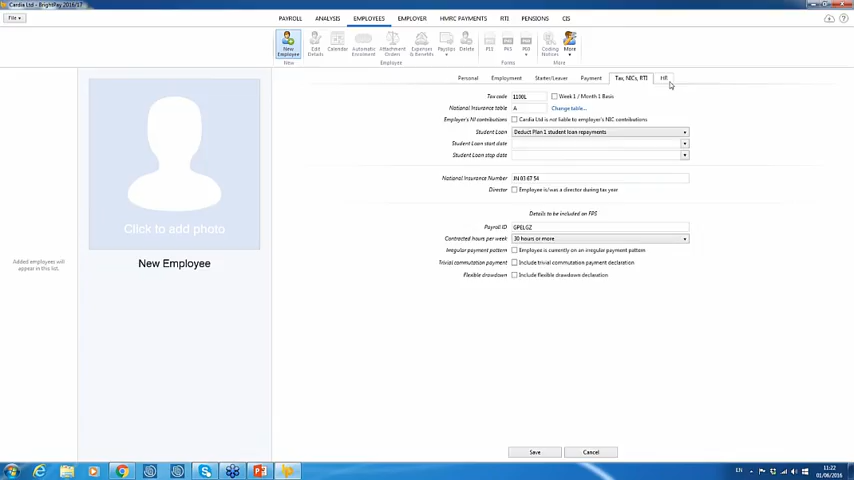 Cardia Ltd - BrightPay 2016/17
File
PAYROLL ANALYSIS EMPLOYEES EMPLOYER HMRC PAYMENTS RTI PENSIONS CIS
New Employee Edit Details Calendar Automatic Enrolment Attachment Orders Expenses & Benefits Payslips Delete P11 P45 P60 Coding Notices More
New Employee Forms More
Personal Employment Starter/Leaver Payment Tax, NICs, RTI HR
Tax code 1100L Week 1 / Month 1 Basis
National Insurance table A Change table...
Employer's NI contributions Cardia Ltd is not liable to employer's NIC contributions
Student Loan Deduct Plan 1 student loan repayments
Student Loan start date
Student Loan stop date
National Insurance Number JN 03 67 54
Director Employee is/was a director during tax year
Details to be included on FPS
Payroll ID GPELGZ
Contracted hours per week 30 hours or more
Irregular payment pattern Employee is currently on an irregular payment pattern
Trivial commutation payment Include trivial commutation payment declaration
Flexible drawdown Include flexible drawdown declaration
Click to add photo
New Employee
Added employees will
appear in this list.
Save Cancel
EN 11:22
01/06/2016